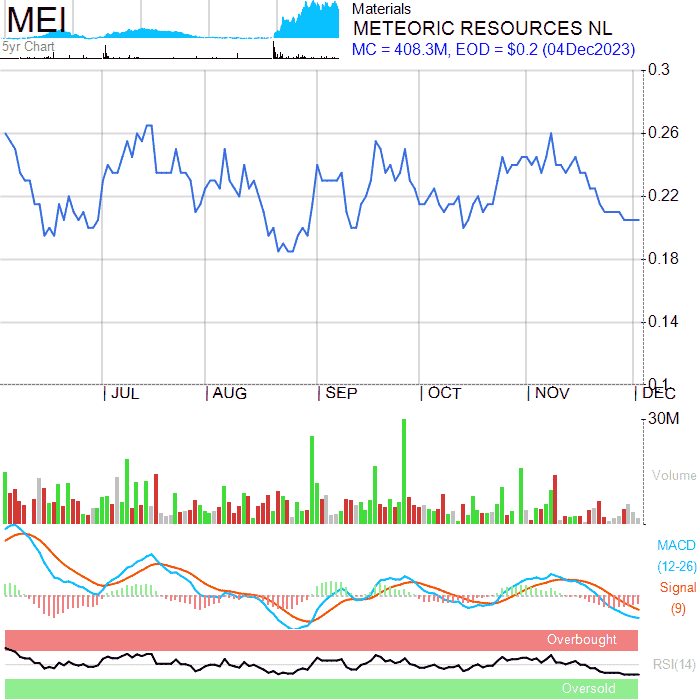 MEI
5yr Chart
Materials
METEORIC RESOURCES NL
MC = 408.3M, EOD = $0.2 (04Dec2023)
0.3
0.26
0.22
0.18
0.14
0.1
JUL AUG SEP OCT NOV DEC
30M
Volume
MACD
(12-26)
Signal
(9)
Overbought
RSI(14)
Oversold